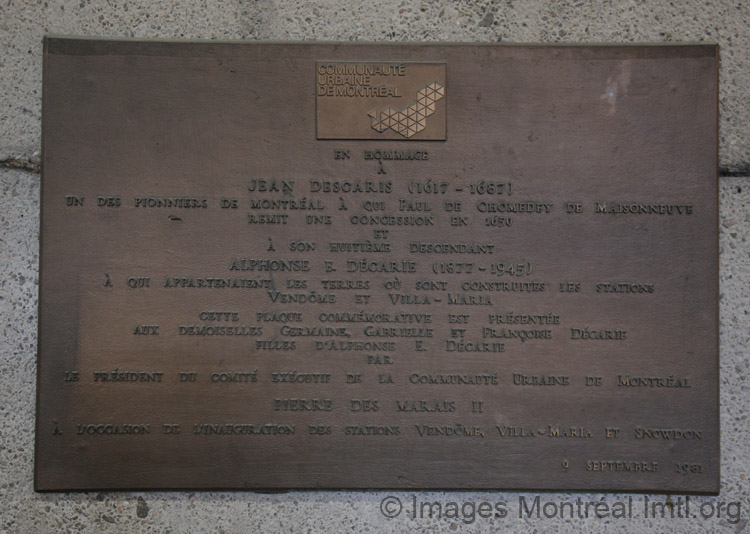 COMMUNAUTÉ
URBAINE
DE MONTRÉAL
EN HOMMAGE
À
JEAN DESCARIS (1617 - 1687)
UN DES PIONNIERS DE MONTRÉAL À QUI PAUL DE CHOMEDEY DE MAISONNEUVE
REMIT UNE CONCESSION EN 1650
ET
À SON HUITIÈME DESCENDANT
ALPHONSE E. DÉCARIE (1877 - 1945)
À QUI APPARTENAIENT LES TERRES OÙ SONT CONSTRUITES LES STATIONS
VENDÔME ET VILLA-MARIA
CETTE PLAQUE COMMÉMORATIVE EST PRÉSENTÉE
AUX DEMOISELLES GERMAINE, GABRIELLE ET FRANÇOISE DÉCARIE
FILLES D'ALPHONSE E. DÉCARIE
PAR
LE PRÉSIDENT DU COMITÉ EXÉCUTIF DE LA COMMUNAUTÉ URBAINE DE MONTRÉAL
PIERRE DES MARAIS II
À L'OCCASION DE L'INAUGURATION DES STATIONS VENDÔME, VILLA-MARIA ET SNOWDON
9 SEPTEMBRE 1981
© Images Montréal Imtl.org